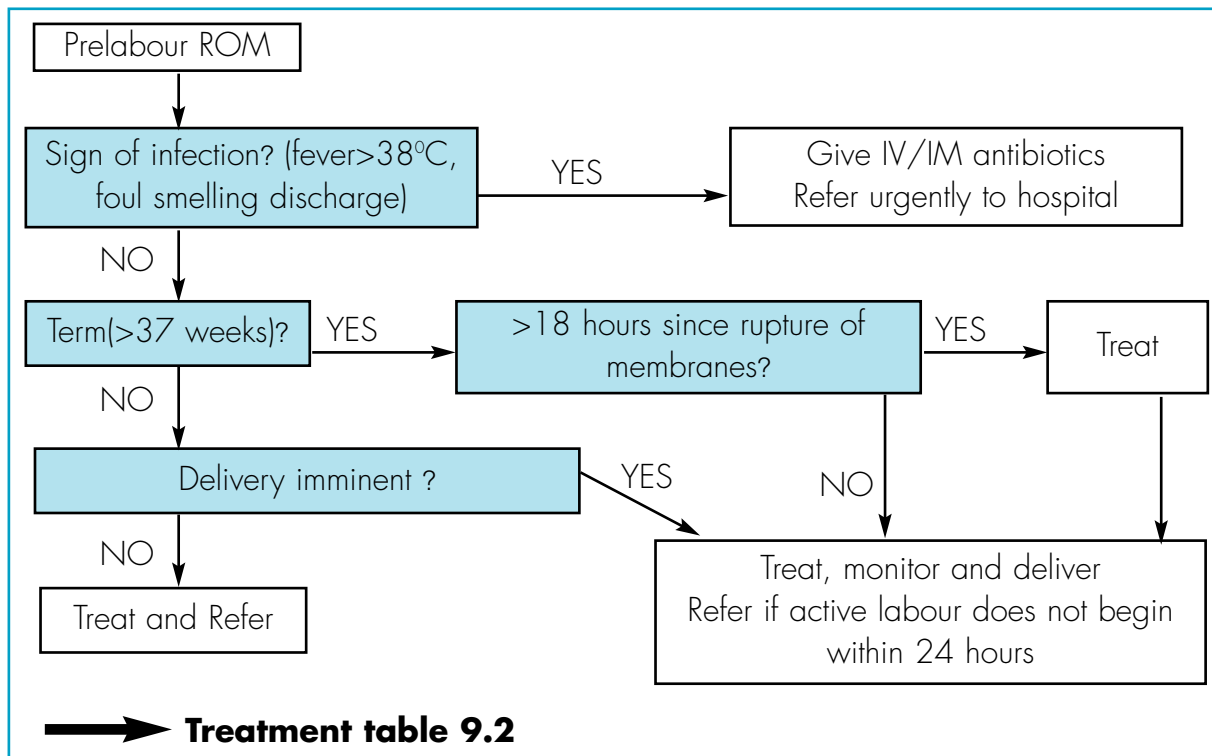 Prelabour ROM
Sign of infection? (fever>38ºC,
foul smelling discharge)
YES
Give IV/IM antibiotics
Refer urgently to hospital
NO
Term(>37 weeks)?
YES
>18 hours since rupture of
membranes?
YES
Treat
NO
Delivery imminent ?
YES
NO
NO
Treat and Refer
Treat, monitor and deliver
Refer if active labour does not begin
within 24 hours
Treatment table 9.2